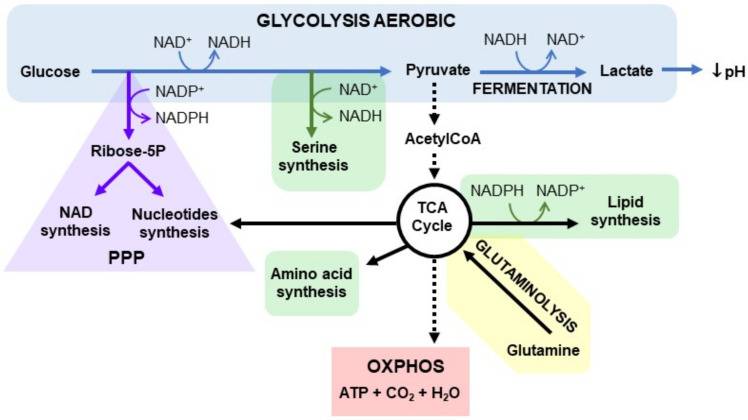 GLYCOLYSIS AEROBIC
NAD⁺ NADH
NADH NAD⁺
Glucose
Pyruvate
Lactate
↓pH
FERMENTATION
NADP⁺
NADPH
NAD⁺
NADH
Ribose-5P
Serine
synthesis
AcetylCoA
NAD
synthesis
Nucleotides
synthesis
PPP
TCA
Cycle
NADPH NADP⁺
Lipid
synthesis
Amino acid
synthesis
GLUTAMINOLYSIS
Glutamine
OXPHOS
ATP + CO₂ + H₂O